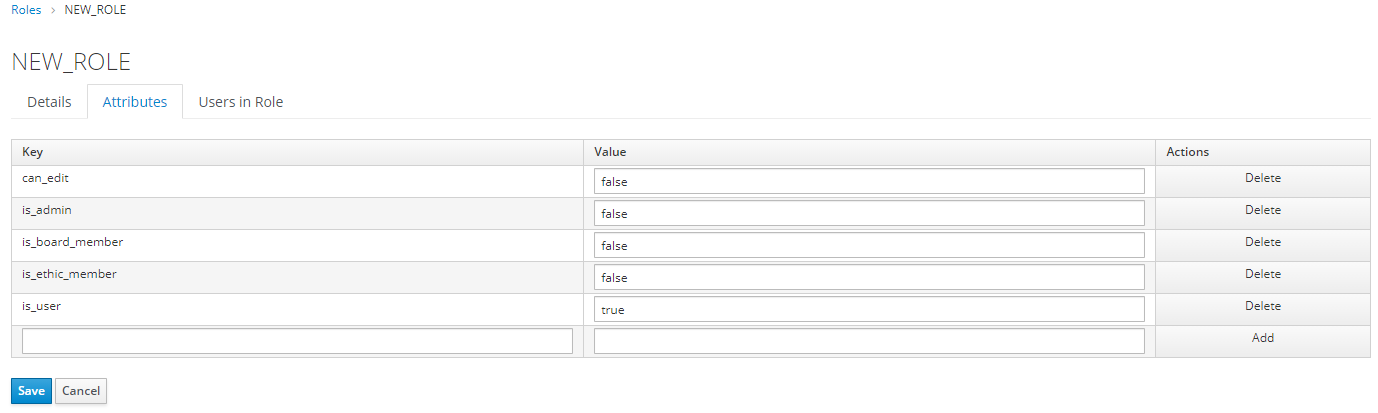 Roles > NEW_ROLE
NEW_ROLE
Details Attributes Users in Role
Key Value Actions
can_edit false Delete
is_admin false Delete
is_board_member false Delete
is_ethic_member false Delete
is_user true Delete
Add
Save Cancel